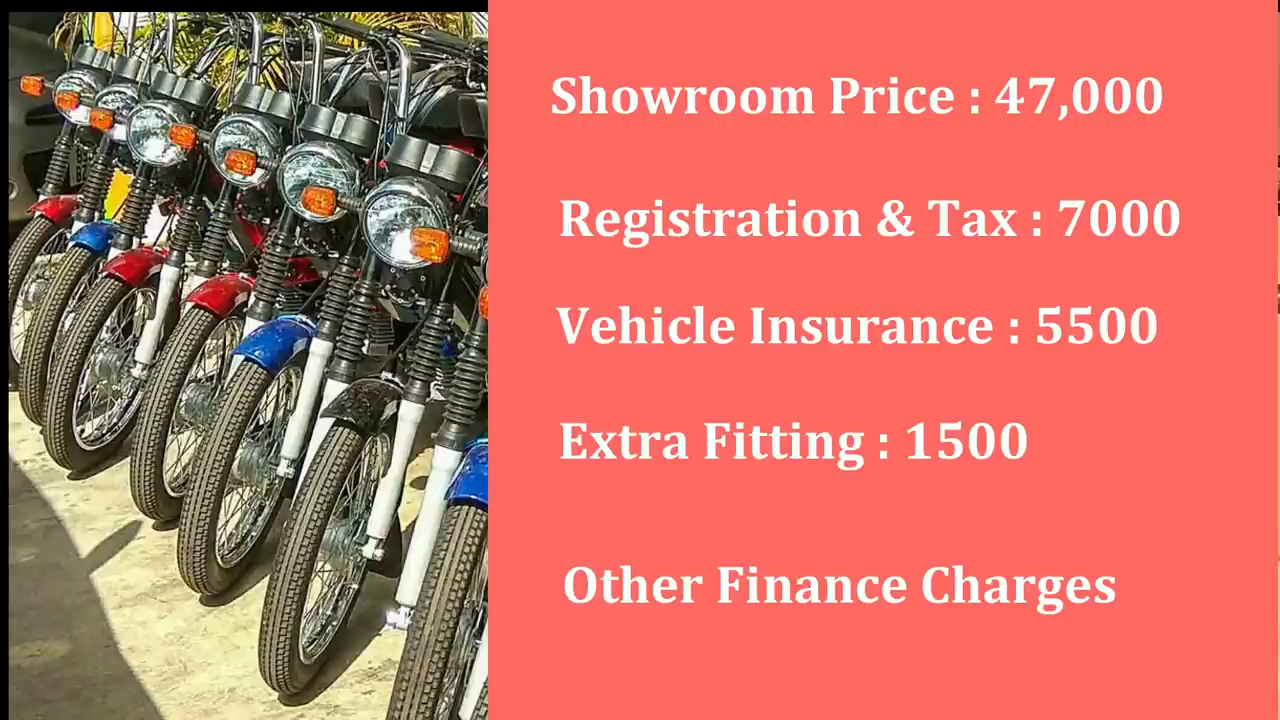 Showroom Price : 47,000
Registration & Tax : 7000
Vehicle Insurance : 5500
Extra Fitting : 1500
Other Finance Charges